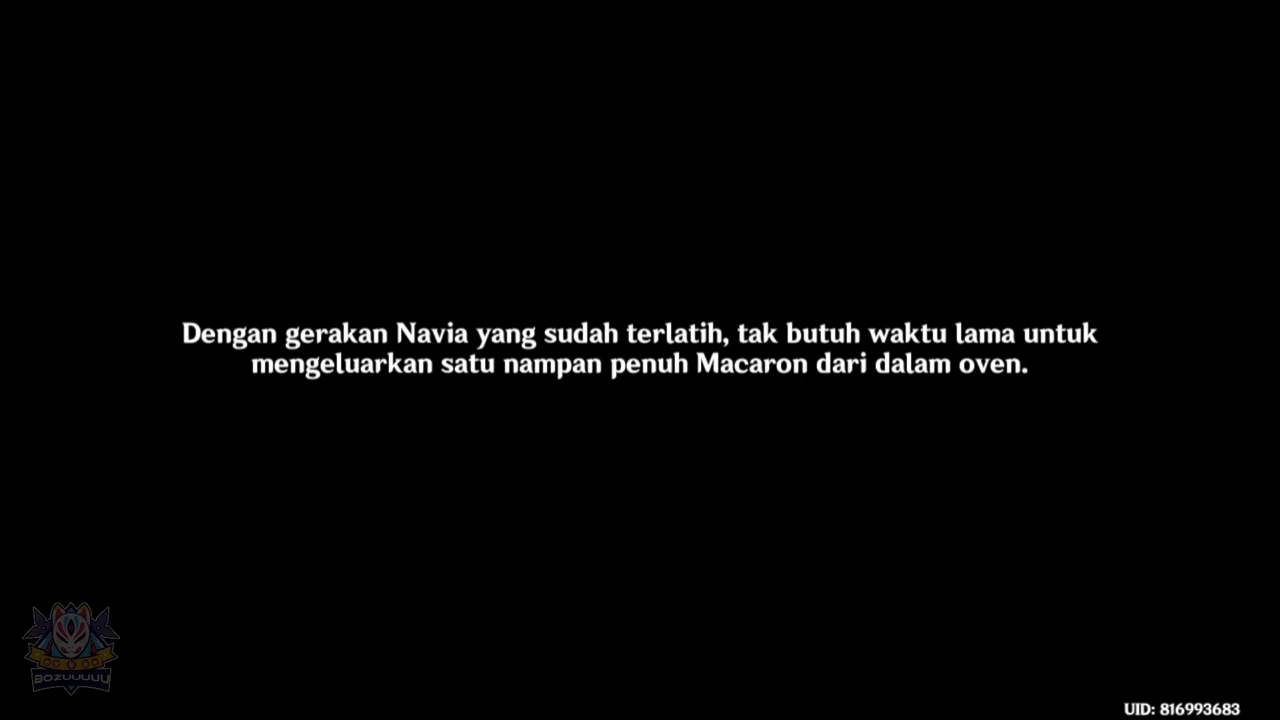 Dengan gerakan Navia yang sudah terlatih, tak butuh waktu lama untuk
mengeluarkan satu nampan penuh Macaron dari dalam oven.
BOZUUUUU
UID: 816993683